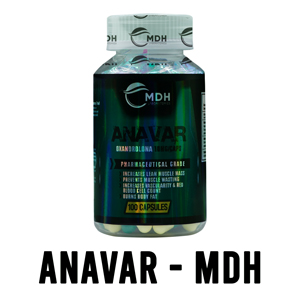 MDH
MDH
ANAVAR
OXANDROLONA
PHARMACEUTICAL GRADE
INCREASES LEAN MUSCLE MASS
PREVENTS MUSCLE WASTING
INCREASES VASCULARITY & RED
BLOOD CELL COUNT
BURNS BODY FAT
100 CAPSULES
ANAVAR - MDH